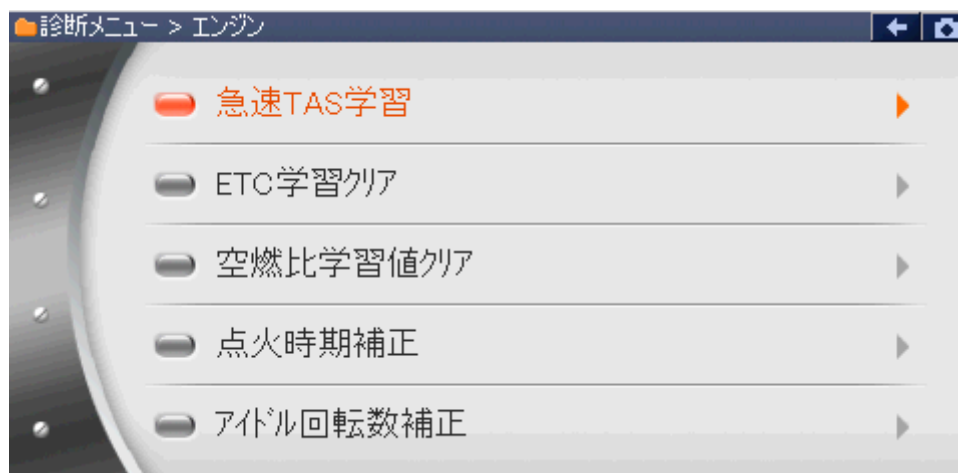 診断メニュー > エンジン
急速TAS学習
ETC学習クリア
空燃比学習値クリア
点火時期補正
アイドル回転数補正